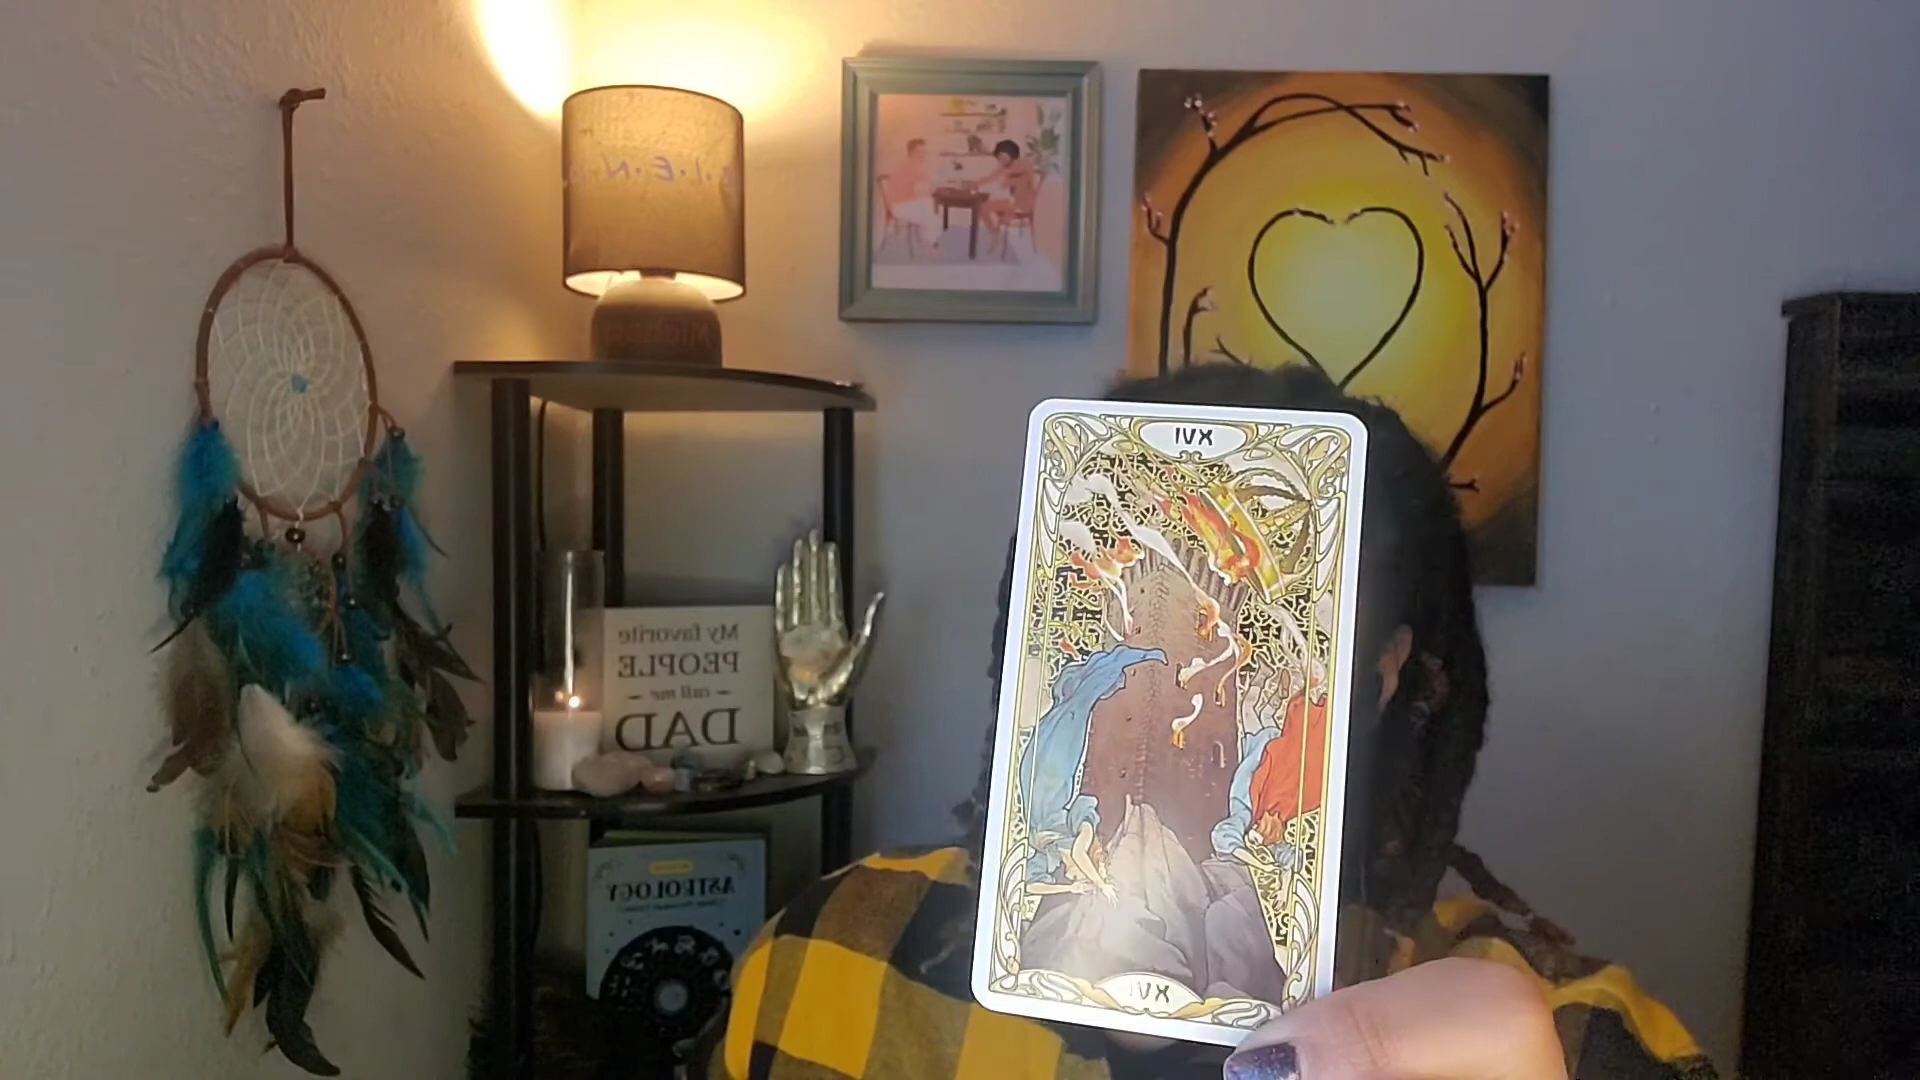 XVI
My favorite
PEOPLE
- call me -
DAD
XVI
ASTROLOGY